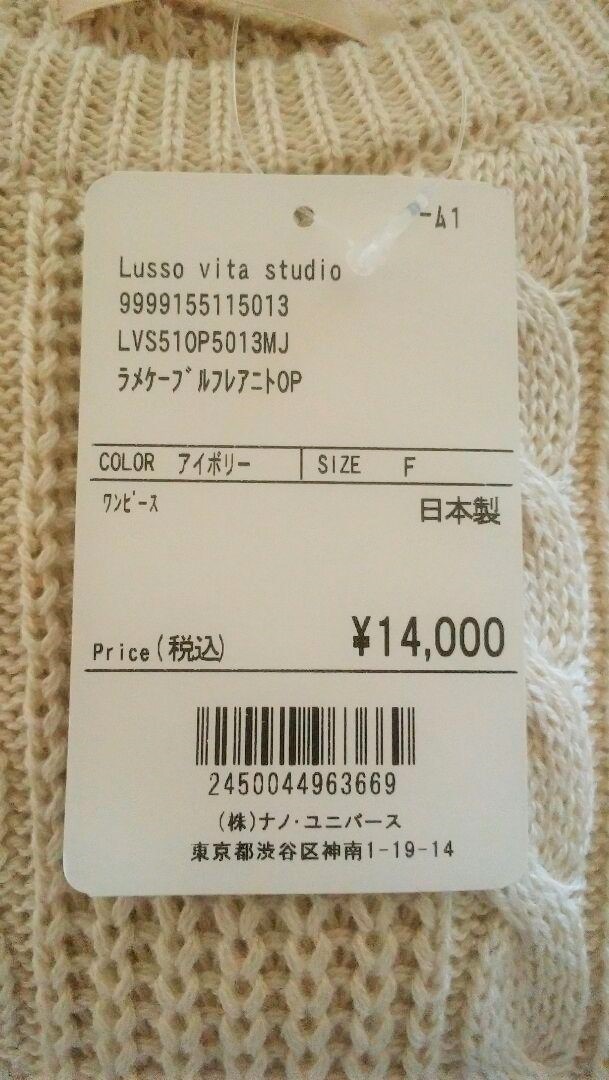 ーム1
Lusso vita studio
9999155115013
LVS51OP5013MJ
ﾗﾒｹｰﾌﾞﾙﾌﾚｱﾆﾄOP
COLOR アイボリー SIZE F
ﾜﾝﾋﾟｰｽ 日本製
Price(税込) ¥14,000
2450044963669
(株)ナノ・ユニバース
東京都渋谷区神南1-19-14